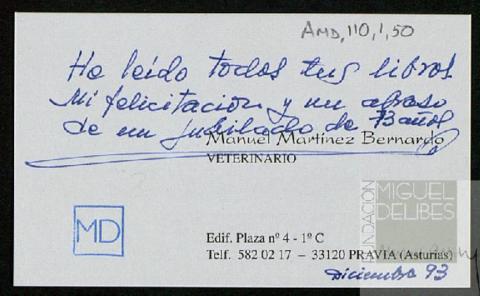 AMD, 110, 1, 50
He leído todos tus libros
Mi felicitación y un abrazo
de un jubilado de 73 años
Manuel Martínez Bernardo
VETERINARIO
FUNDACIÓN
MIGUEL
DELIBES
MD
Edif. Plaza nº 4 - 1º C
Telf. 582 02 17 – 33120 PRAVIA (Asturias)
Diciembre 93